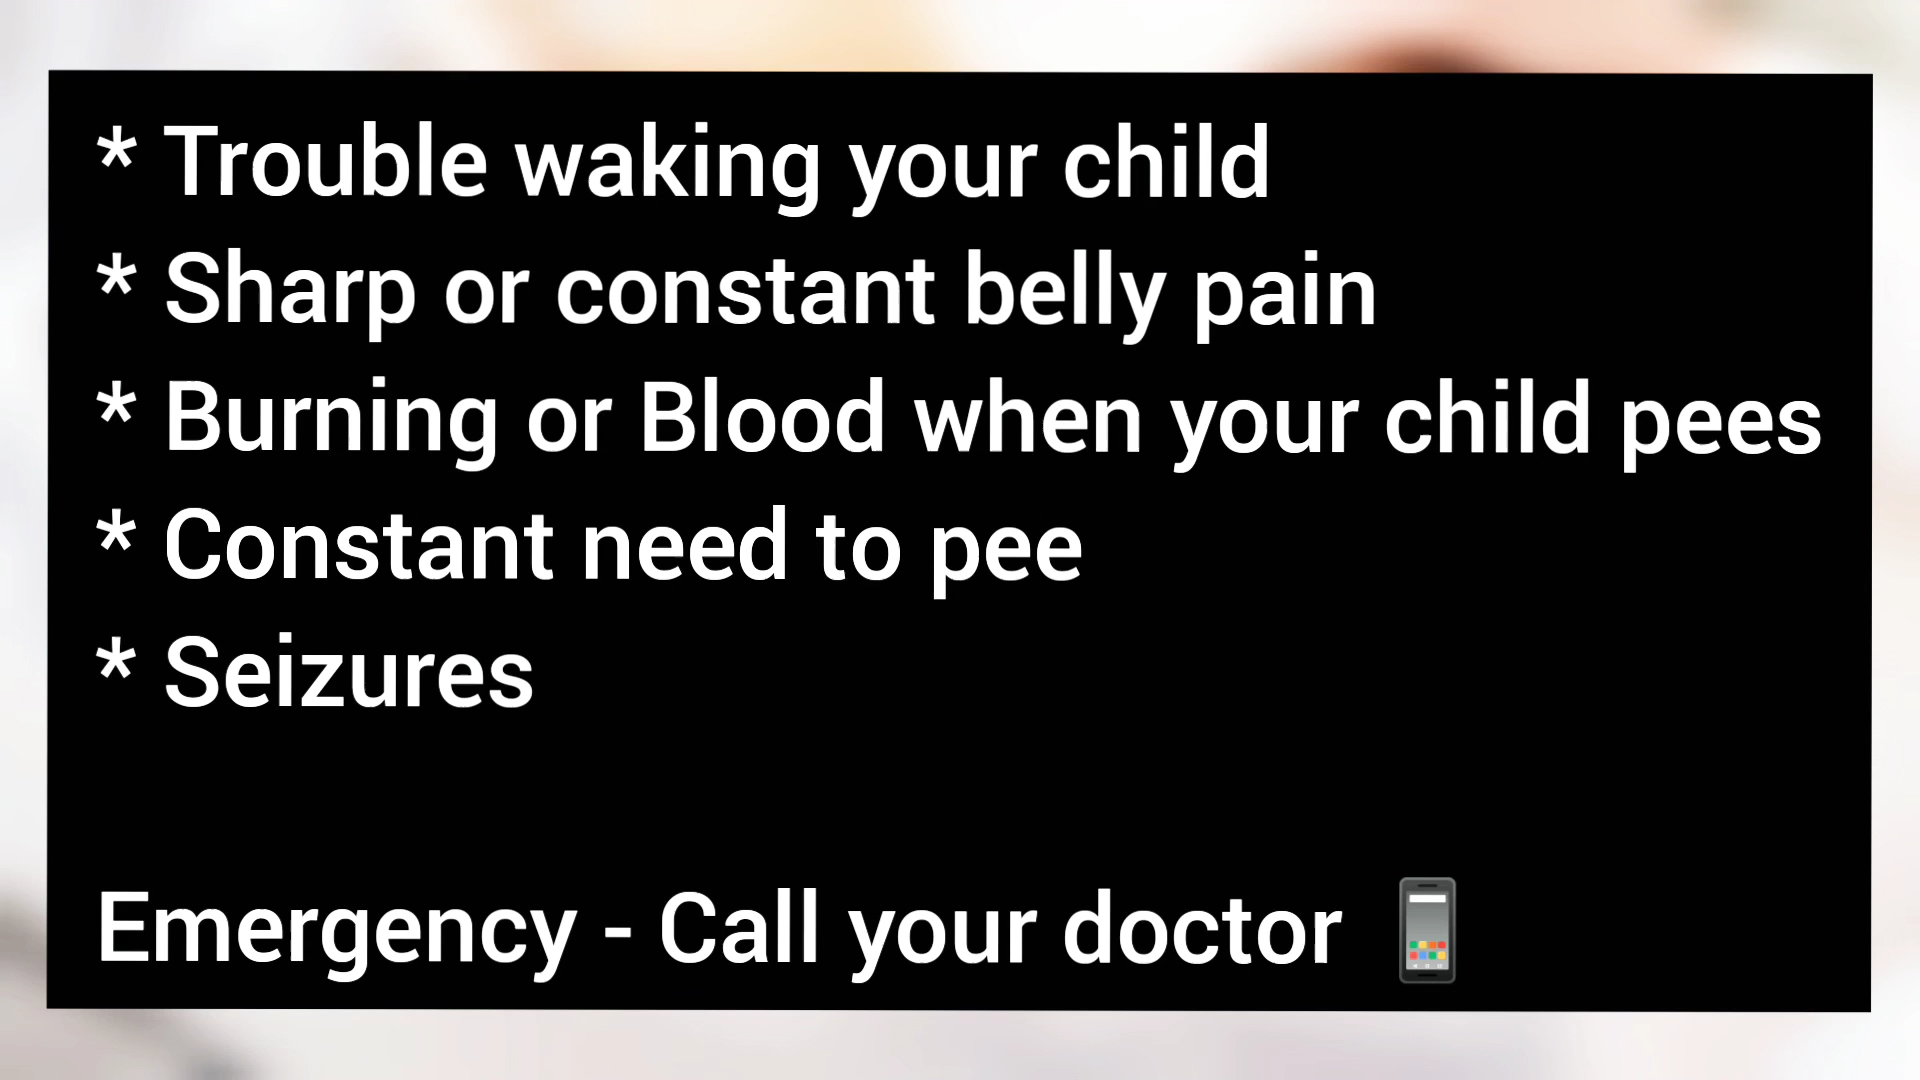 * Trouble waking your child
* Sharp or constant belly pain
* Burning or Blood when your child pees
* Constant need to pee
* Seizures
Emergency - Call your doctor 📱